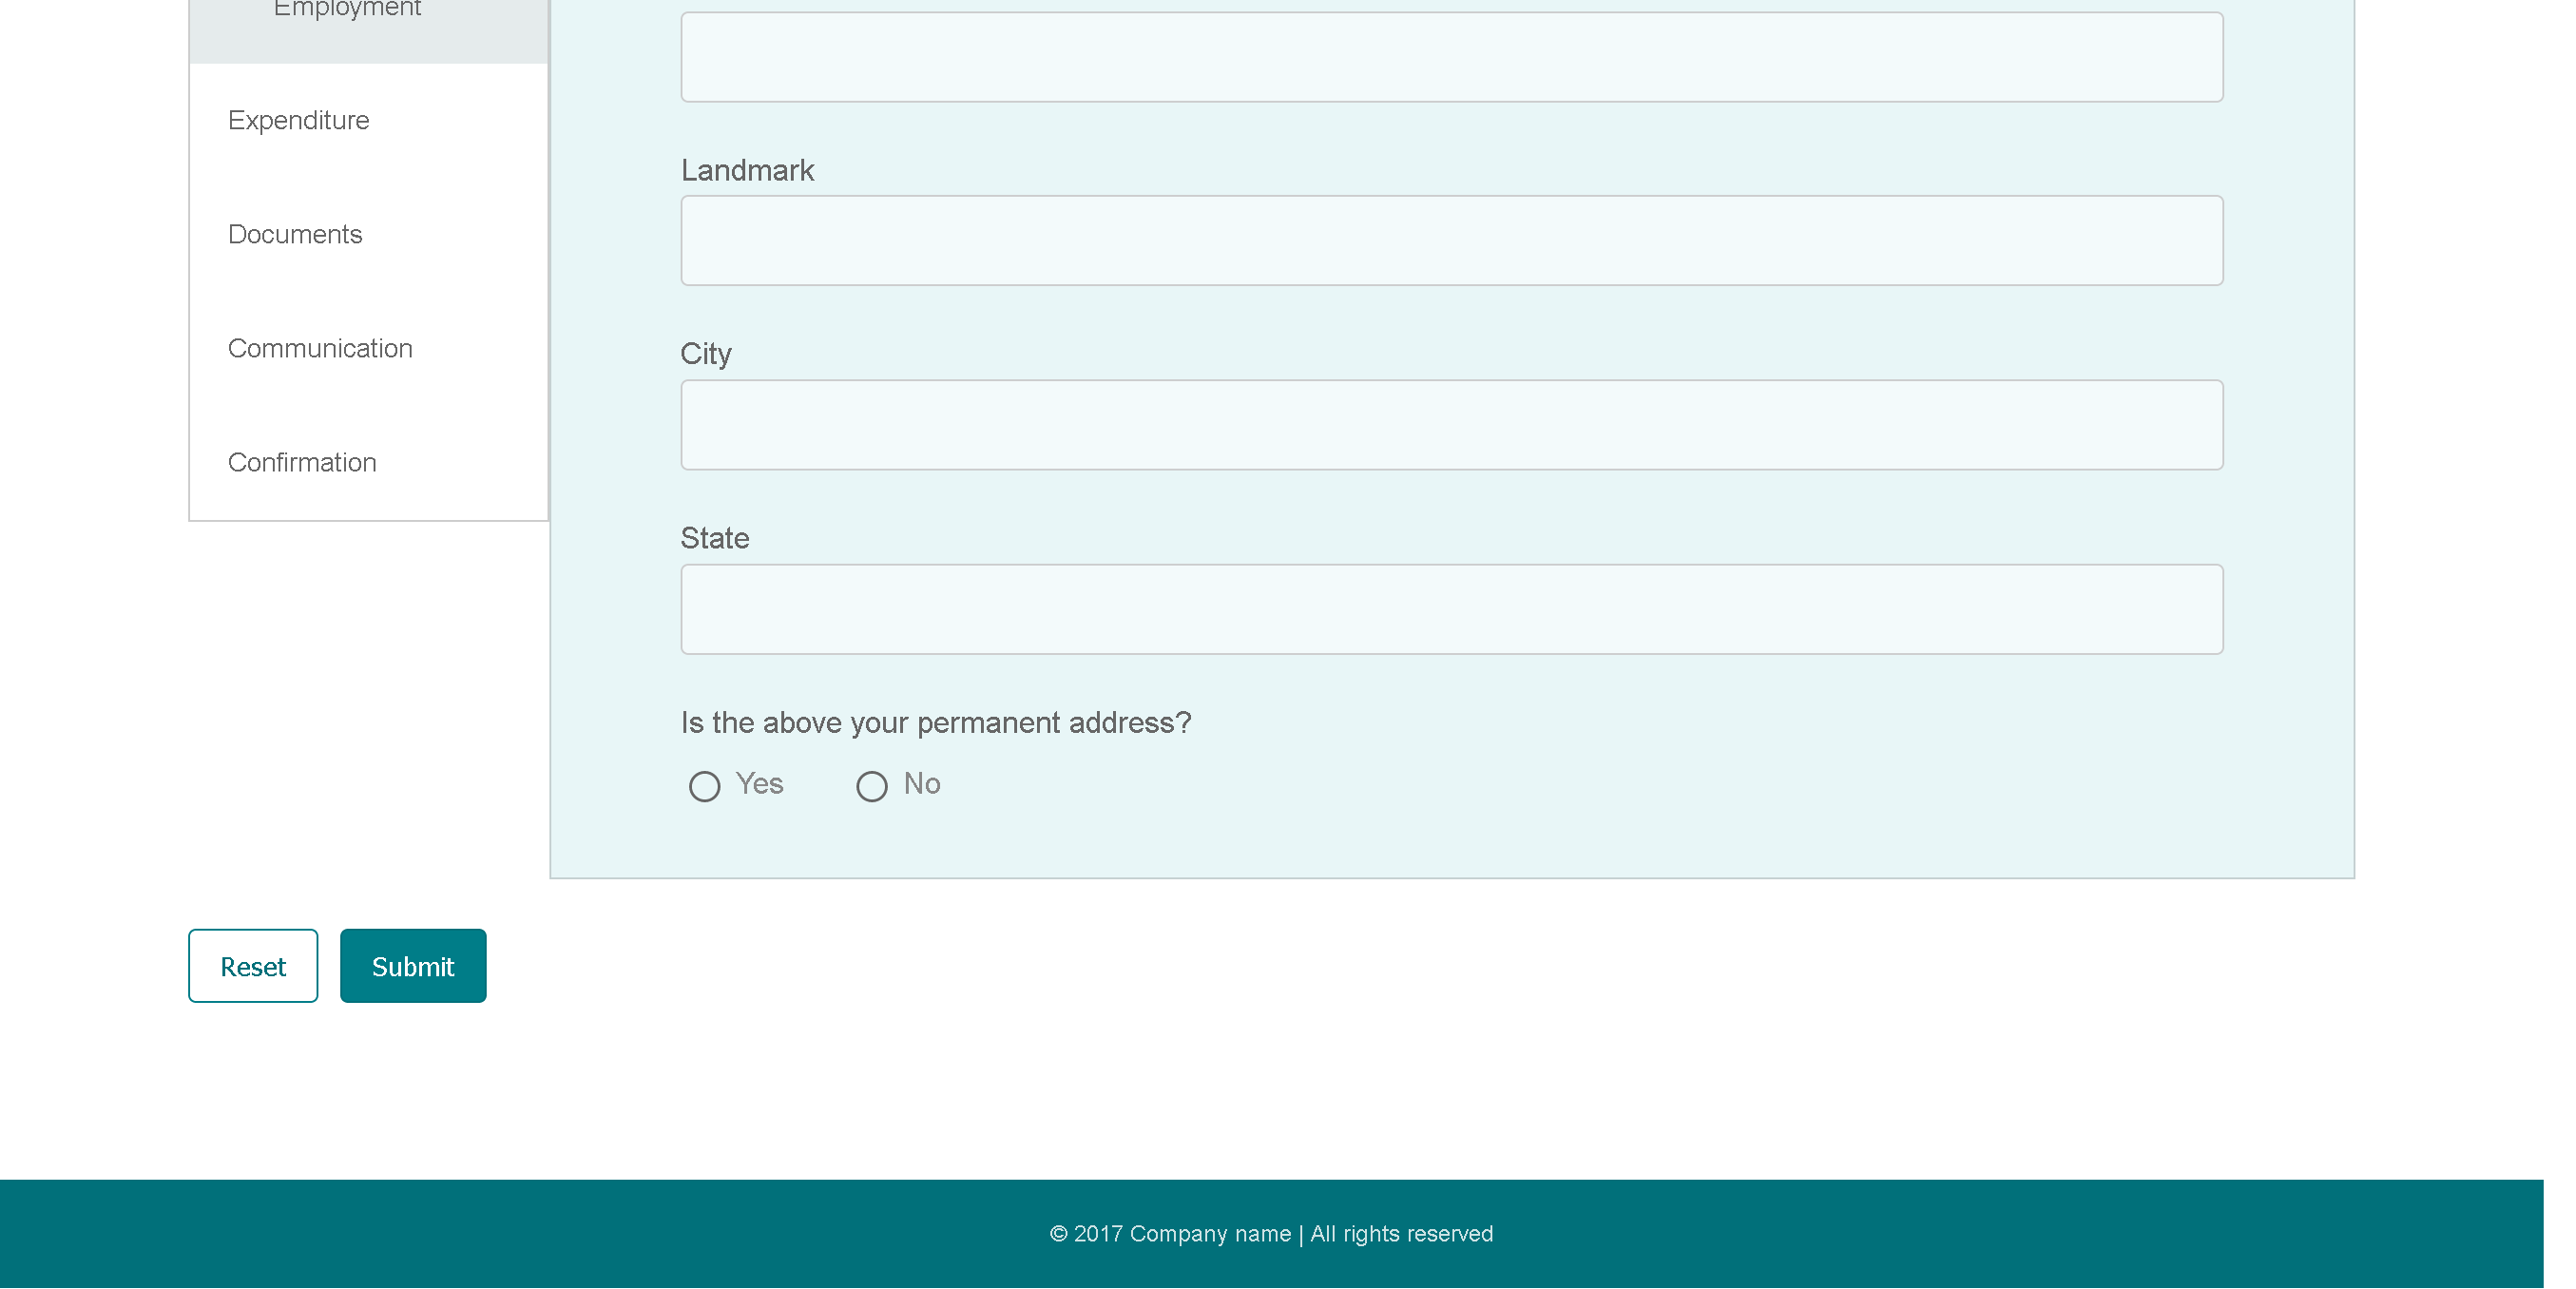 Employment
Expenditure
Documents
Communication
Confirmation
Landmark
City
State
Is the above your permanent address?
Yes No
Reset Submit
© 2017 Company name | All rights reserved